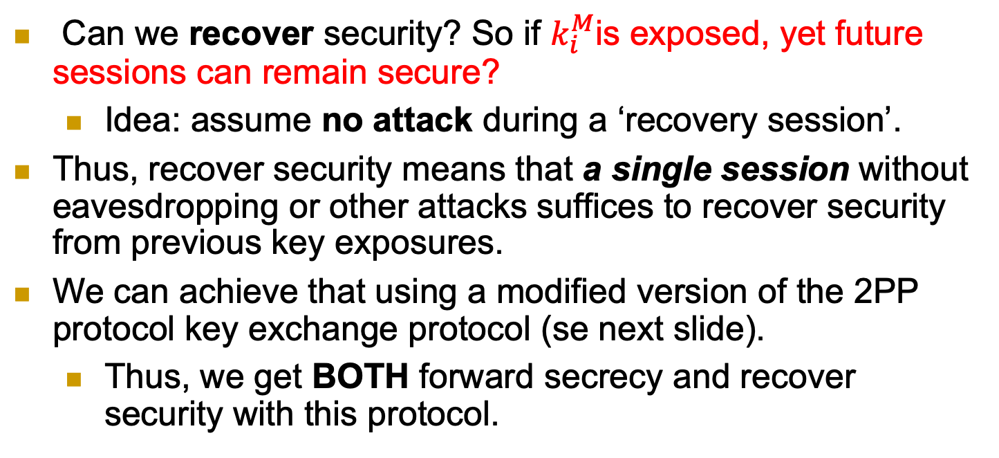 Can we recover security? So if $k_i^M$ is exposed, yet future
sessions can remain secure?
Idea: assume no attack during a ‘recovery session’.
Thus, recover security means that a single session without
eavesdropping or other attacks suffices to recover security
from previous key exposures.
We can achieve that using a modified version of the 2PP
protocol key exchange protocol (se next slide).
Thus, we get BOTH forward secrecy and recover
security with this protocol.